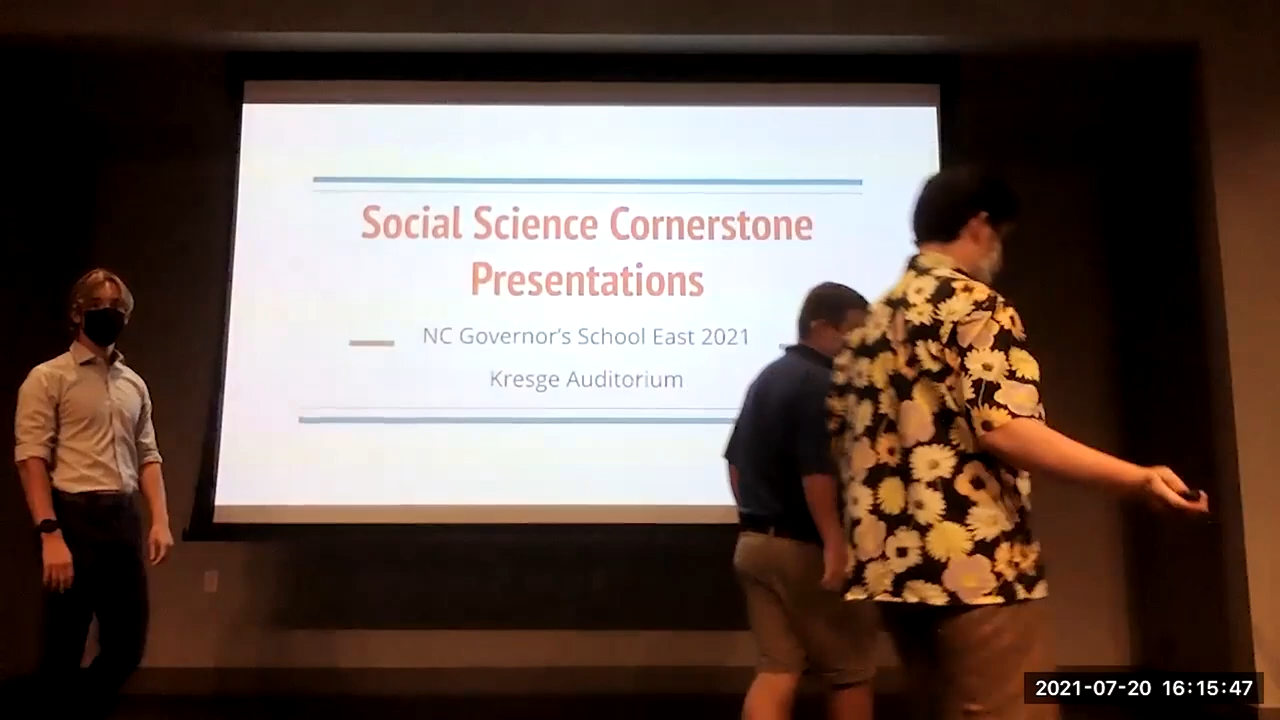 Social Science Cornerstone
Presentations
NC Governor's School East 2021
Kresge Auditorium
2021-07-20 16:15:47